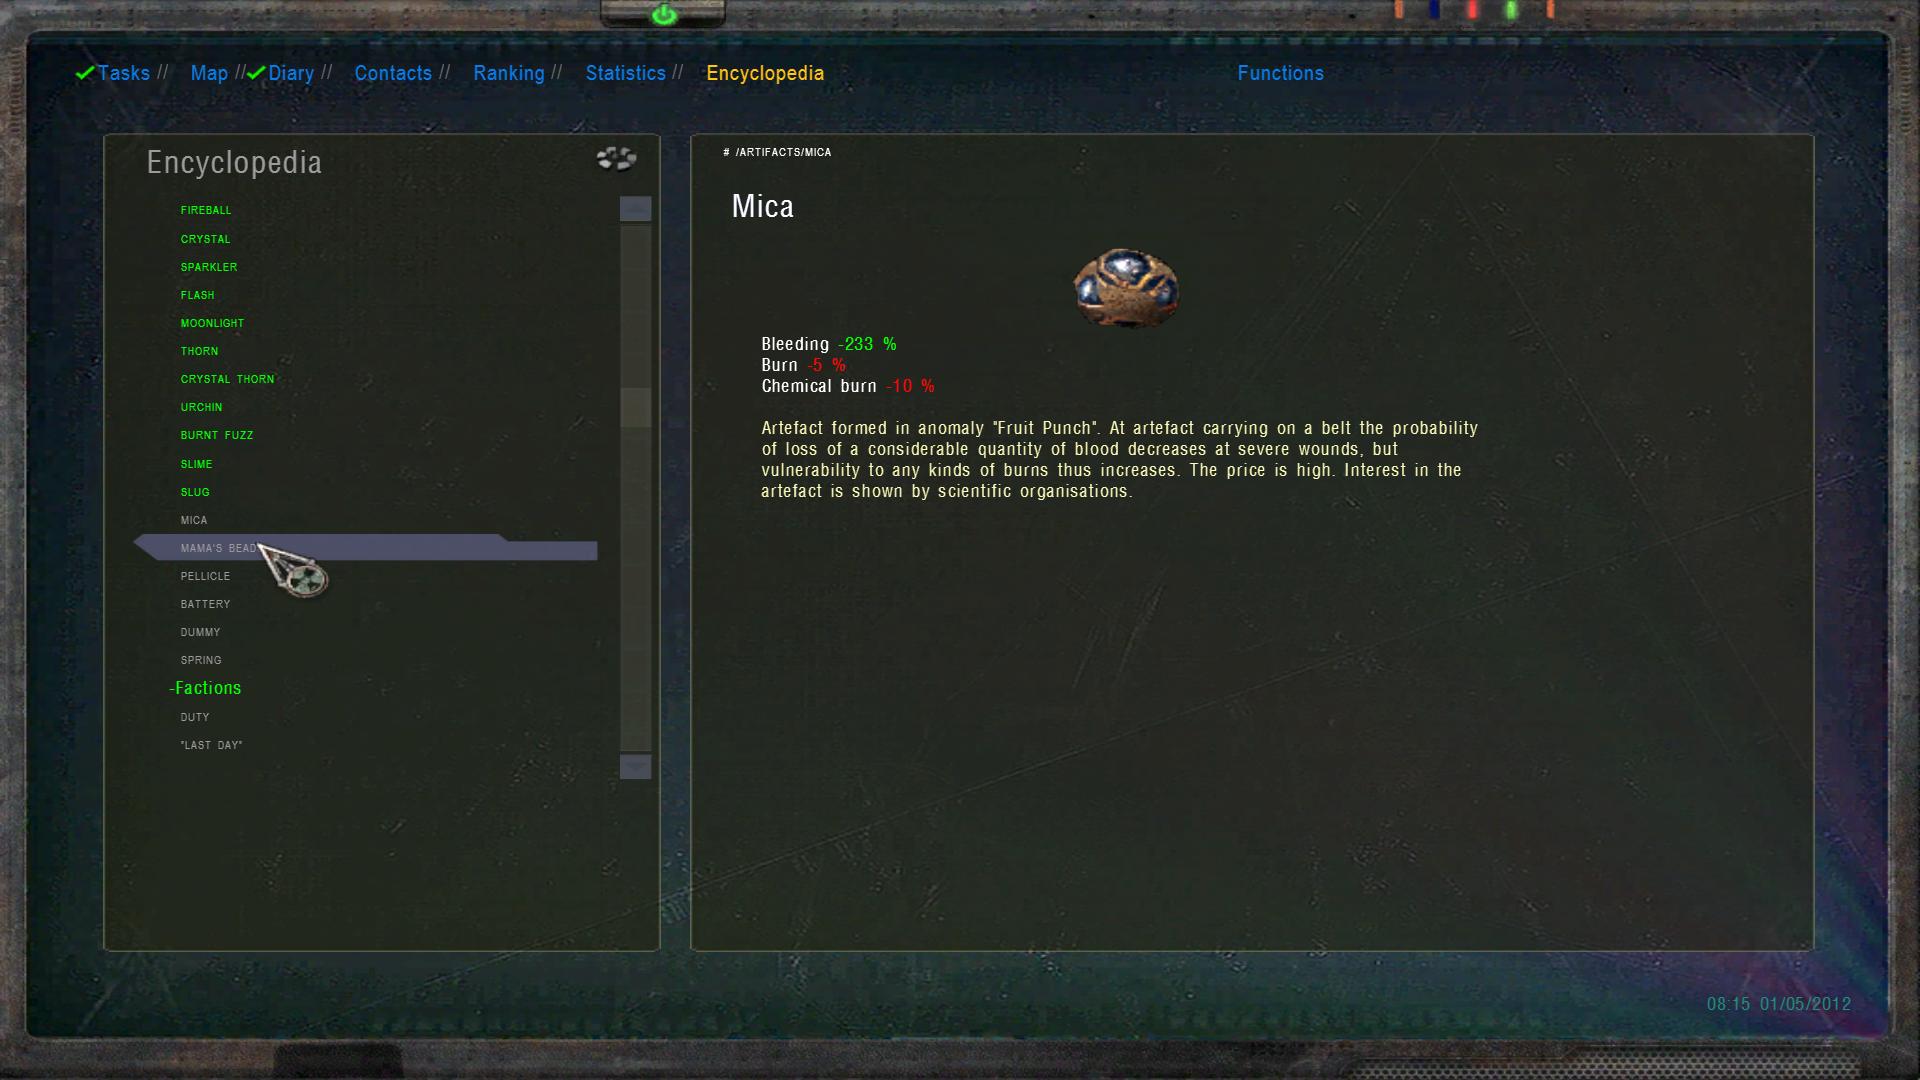 Tasks // Map // Diary // Contacts // Ranking // Statistics // Encyclopedia Functions
Encyclopedia
FIREBALL
CRYSTAL
SPARKLER
FLASH
MOONLIGHT
THORN
CRYSTAL THORN
URCHIN
BURNT FUZZ
SLIME
SLUG
MICA
MAMA'S BEAD
PELLICLE
BATTERY
DUMMY
SPRING
-Factions
DUTY
"LAST DAY"
# /ARTIFACTS/MICA
Mica
Bleeding -233 %
Burn -5 %
Chemical burn -10 %
Artefact formed in anomaly "Fruit Punch". At artefact carrying on a belt the probability
of loss of a considerable quantity of blood decreases at severe wounds, but
vulnerability to any kinds of burns thus increases. The price is high. Interest in the
artefact is shown by scientific organisations.
08:15 01/05/2012